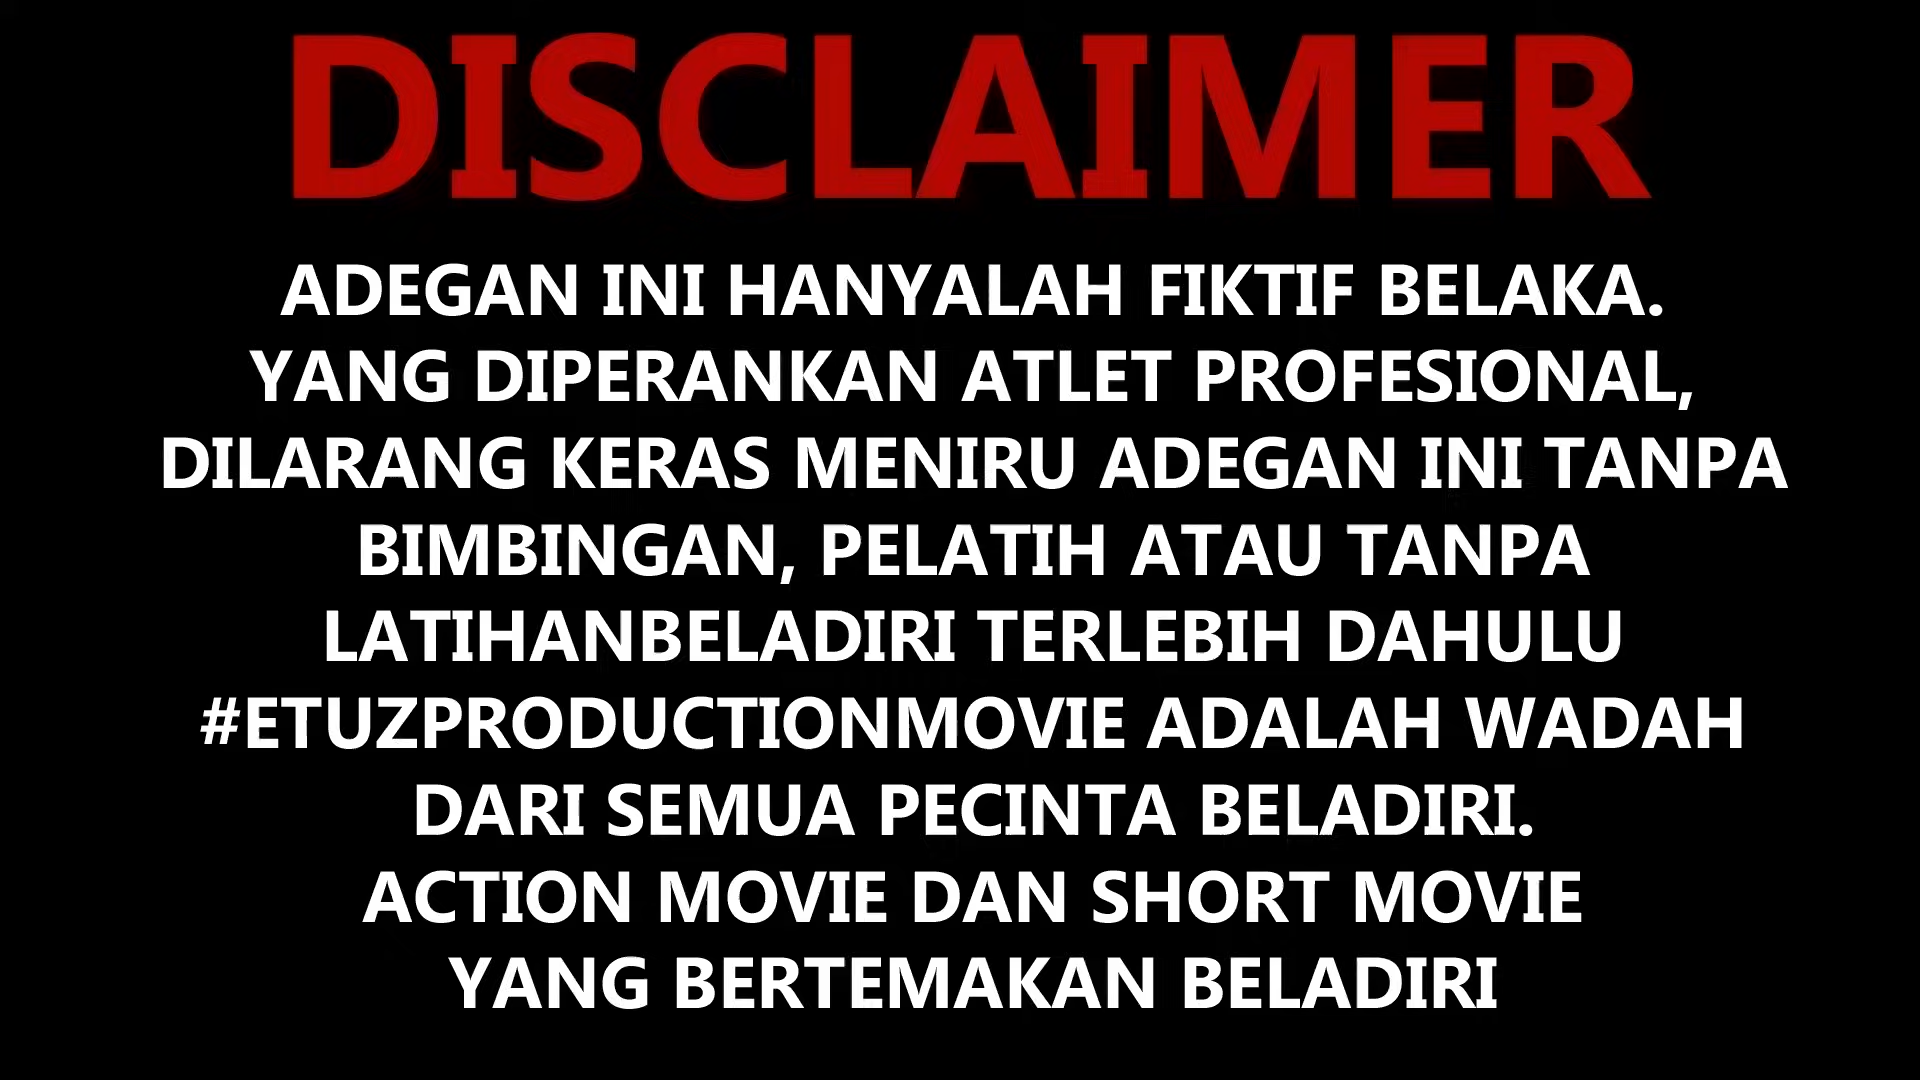 DISCLAIMER
ADEGAN INI HANYALAH FIKTIF BELAKA.
YANG DIPERANKAN ATLET PROFESIONAL,
DILARANG KERAS MENIRU ADEGAN INI TANPA
BIMBINGAN, PELATIH ATAU TANPA
LATIHANBELADIRI TERLEBIH DAHULU
#ETUZPRODUCTIONMOVIE ADALAH WADAH
DARI SEMUA PECINTA BELADIRI.
ACTION MOVIE DAN SHORT MOVIE
YANG BERTEMAKAN BELADIRI